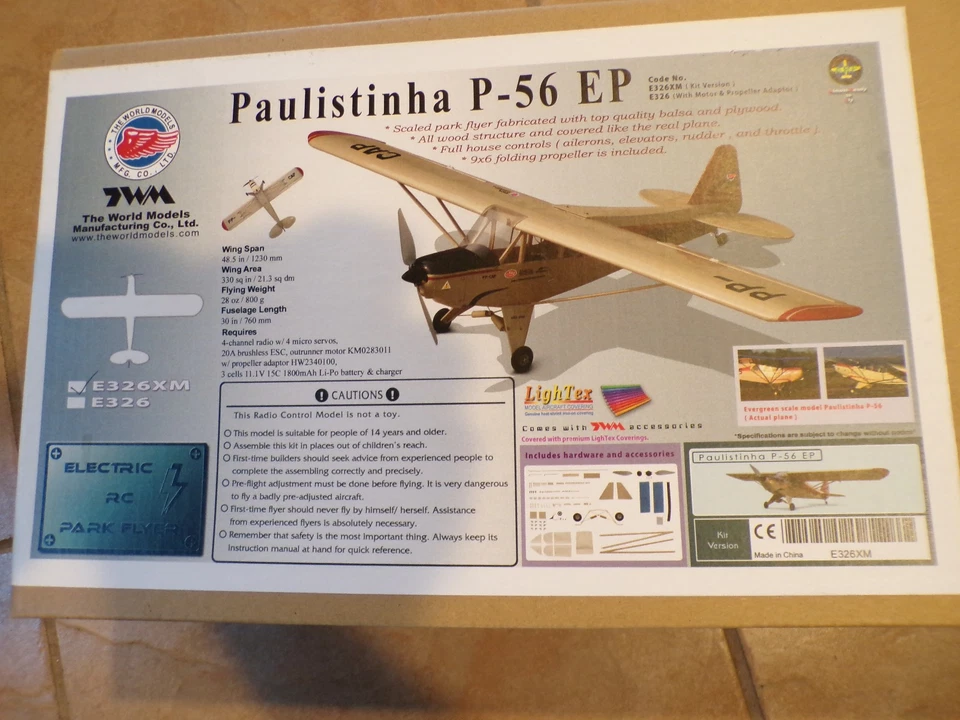 Paulistinha P-56 EP
Code No.
E326XM ( Kit Version )
E326 (With Motor & Propeller Adaptor )
* Scaled park flyer fabricated with top quality balsa and plywood.
* All wood structure and covered like the real plane.
* Full house controls ( ailerons, elevators, rudder , and throttle )
* 9x6 folding propeller is included.
THE WORLD MODELS
MFG. CO., LTD.
TWM
The World Models
Manufacturing Co., Ltd.
www.theworldmodels.com
CAP
PP-
Wing Span
48.5 in / 1230 mm
Wing Area
330 sq in / 21.3 sq dm
Flying Weight
28 oz / 800 g
Fuselage Length
30 in / 760 mm
Requires
4-channel radio w/ 4 micro servos,
20A brushless ESC, outrunner motor KM0283011
w/ propeller adaptor HW2340100,
3 cells 11.1V 15C 1800mAh Li-Po battery & charger
E326XM
E326
ELECTRIC
RC
PARK FLYER
CAUTIONS
This Radio Control Model is not a toy.
This model is suitable for people of 14 years and older.
Assemble this kit in places out of children's reach.
First-time builders should seek advice from experienced people to
complete the assembling correctly and precisely.
Pre-flight adjustment must be done before flying. It is very dangerous
to fly a badly pre-adjusted aircraft.
First-time flyer should never fly by himself/ herself. Assistance
from experienced flyers is absolutely necessary.
Remember that safety is the most important thing. Always keep its
instruction manual at hand for quick reference.
LighTex
MODEL AIRCRAFT COVERING
Comes with TWM accessories
Covered with premium LighTex Coverings.
Includes hardware and accessories
Evergreen scale model Paulistinha P-56
( Actual plane )
*Specifications are subject to change without
Paulistinha P-56 EP
Kit
Version
CE
Made in China
E326XM